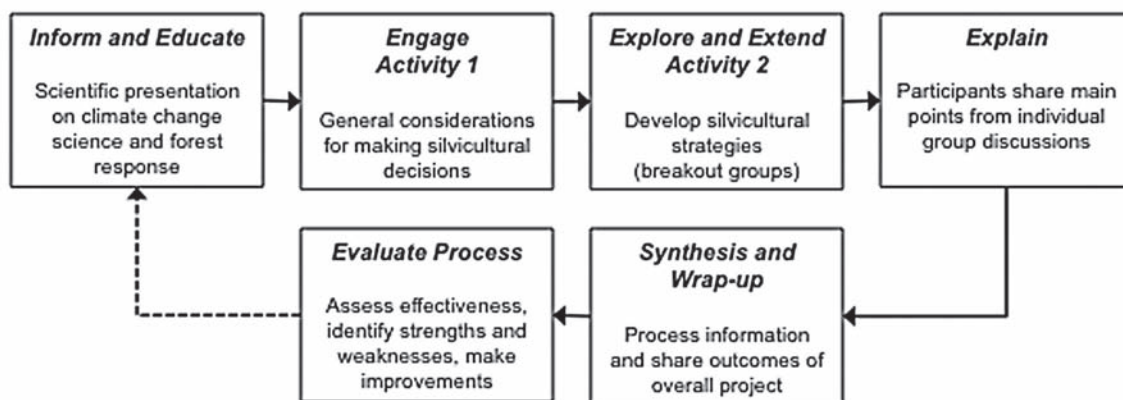 Inform and Educate
Scientific presentation
on climate change
science and forest
response
Engage
Activity 1
General considerations
for making silvicultural
decisions
Explore and Extend
Activity 2
Develop silvicultural
strategies
(breakout groups)
Explain
Participants share main
points from individual
group discussions
Synthesis and
Wrap-up
Process information
and share outcomes of
overall project
Evaluate Process
Assess effectiveness,
identify strengths and
weaknesses, make
improvements